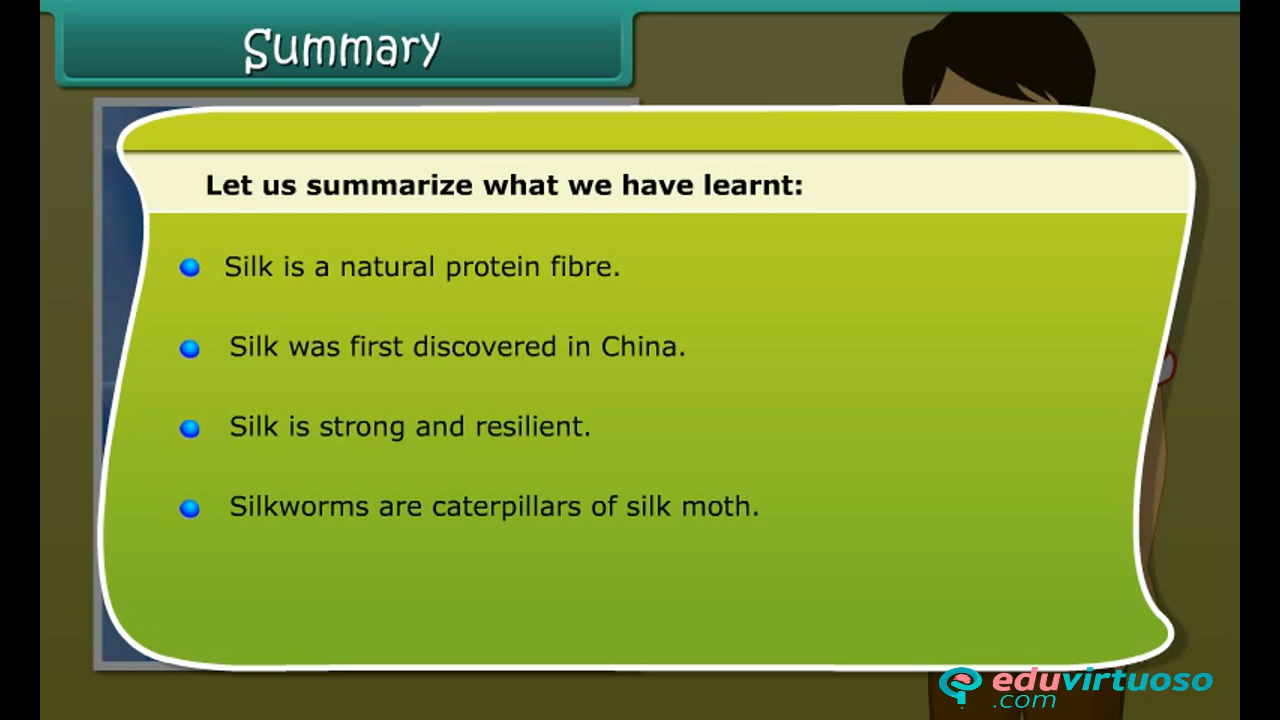 Summary
Let us summarize what we have learnt:
Silk is a natural protein fibre.
Silk was first discovered in China.
Silk is strong and resilient.
Silkworms are caterpillars of silk moth.
eduvirtuoso
.com